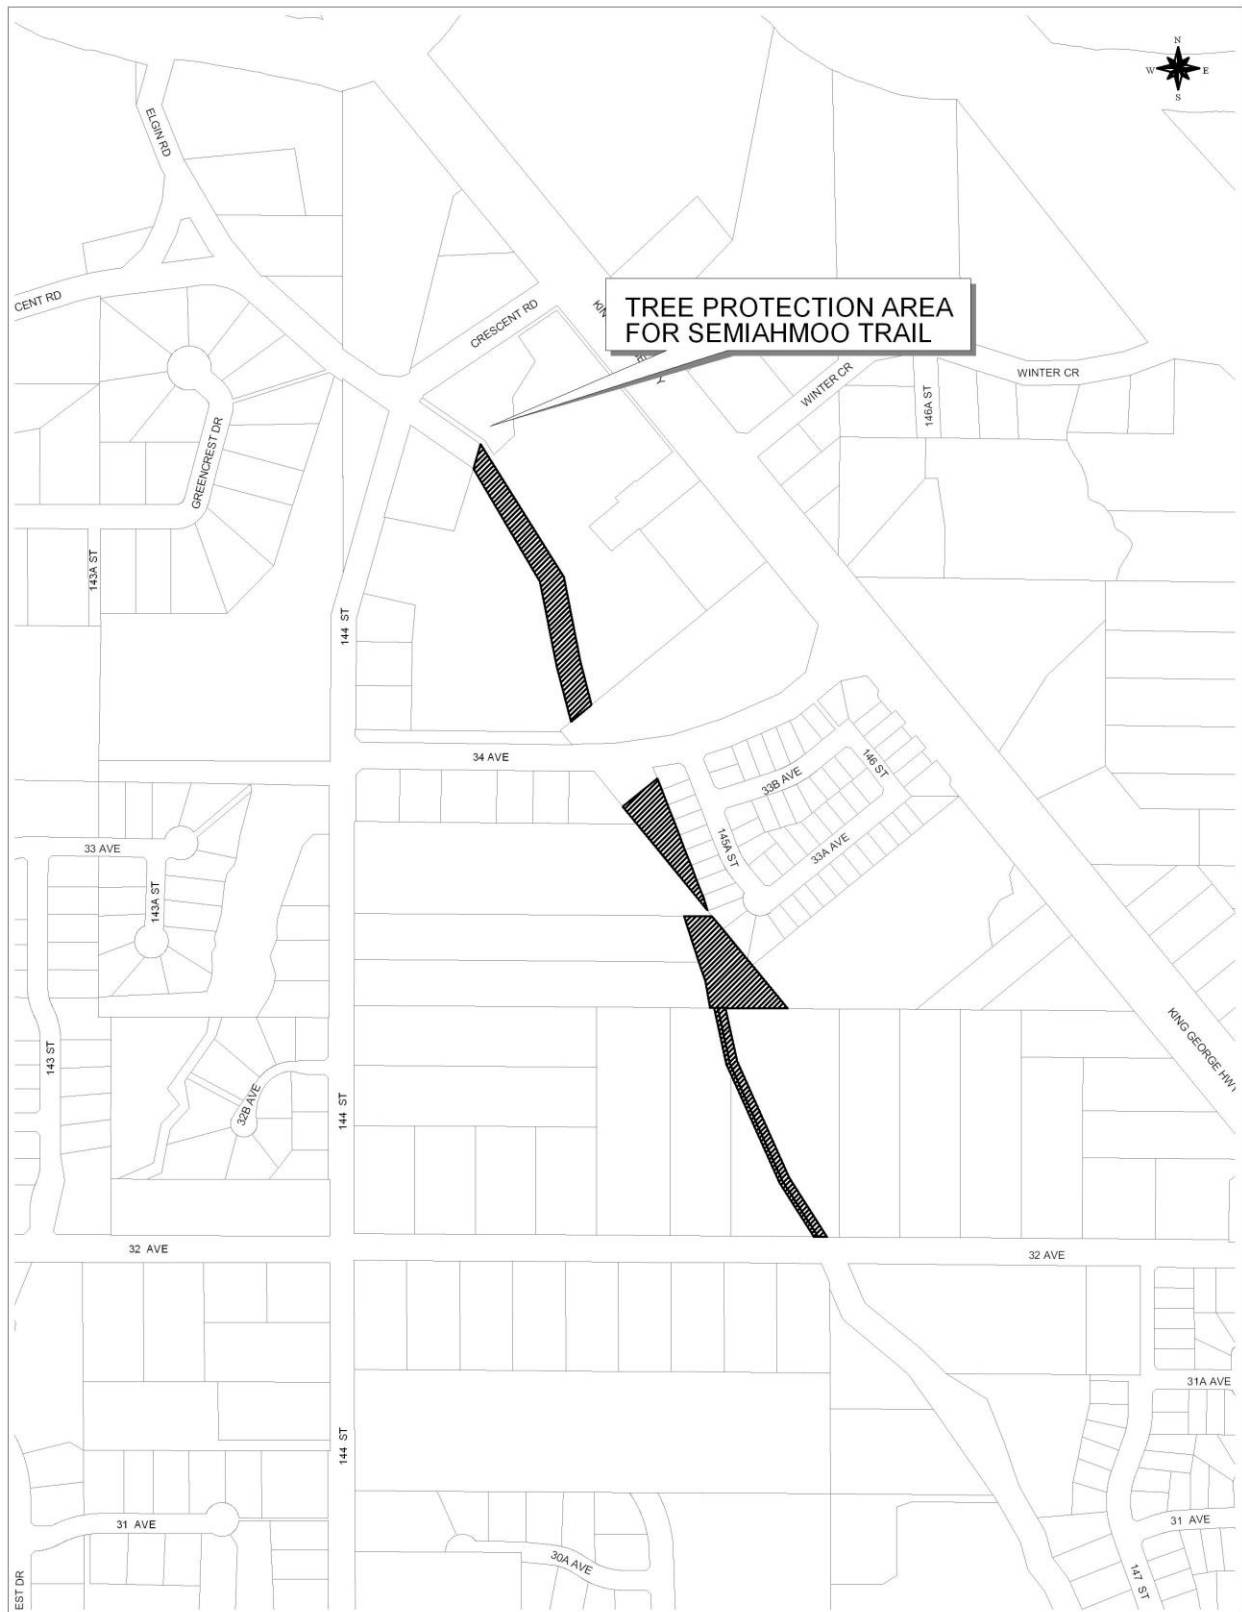 N
W E
S
ELGIN RD
CENT RD
CRESCENT RD
TREE PROTECTION AREA
FOR SEMIAHMOO TRAIL
WINTER CR
WINTER CR
146A ST
GREENCREST DR
143A ST
144 ST
34 AVE
33B AVE
146 ST
145A ST
33A AVE
33 AVE
143A ST
143 ST
32B AVE
144 ST
KING GEORGE HWY
32 AVE
32 AVE
31A AVE
144 ST
31 AVE
31 AVE
30A AVE
147 ST
EST DR